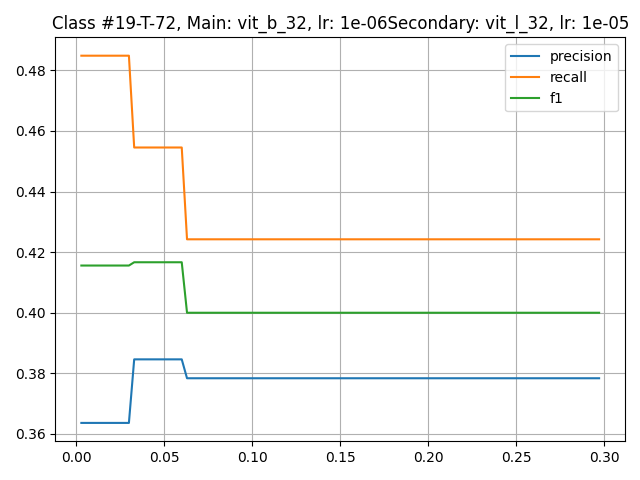 Class #19-T-72, Main: vit_b_32, lr: 1e-06Secondary: vit_l_32, lr: 1e-05
precision
recall
f1
0.48
0.46
0.44
0.42
0.40
0.38
0.36
0.00 0.05 0.10 0.15 0.20 0.25 0.30